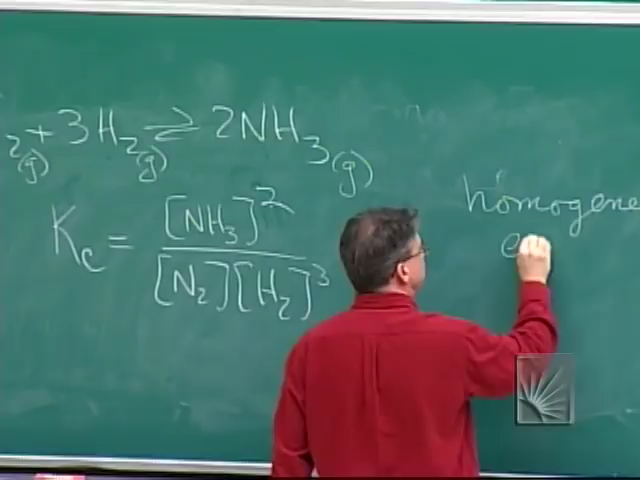 2(g) + 3H2(g) ⇌ 2NH3(g)
Kc = [NH3]^2 / [N2][H2]^3
homogene
e